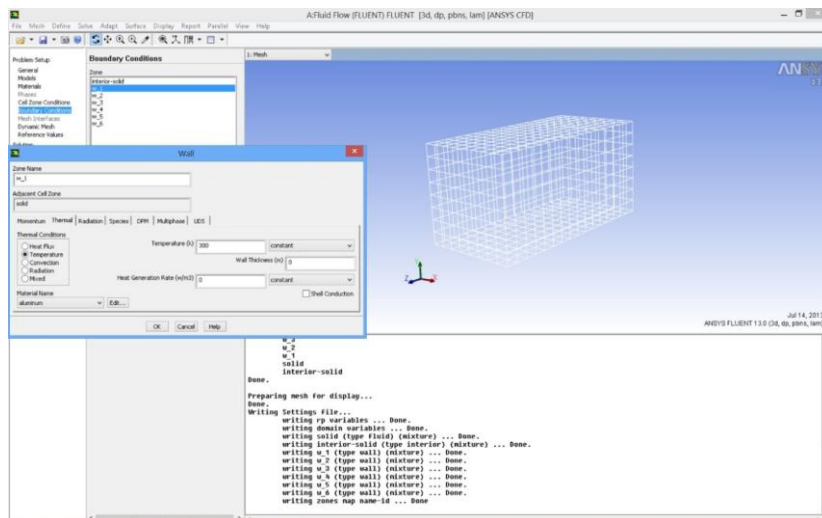 A:Fluid Flow (FLUENT) FLUENT [3d, dp, pbns, lam] [ANSYS CFD]
File Mesh Define Solve Adapt Surface Display Report Parallel View Help
Problem Setup
General
Models
Materials
Phases
Cell Zone Conditions
Boundary Conditions
Mesh Interfaces
Dynamic Mesh
Reference Values
Solution
Boundary Conditions
Zone
interior-solid
w_1
w_2
w_3
w_4
w_5
w_6
1: Mesh
ANSYS
Wall
Zone Name
w_1
Adjacent Cell Zone
solid
Momentum Thermal Radiation Species DPM Multiphase UDS
Thermal Conditions
Heat Flux
Temperature
Convection
Radiation
Mixed
Temperature (k) 300 constant
Wall Thickness (m) 0
Heat Generation Rate (w/m3) 0 constant
Shell Conduction
Material Name
aluminum Edit...
OK Cancel Help
Y
Z X
Jul 14, 2013
ANSYS FLUENT 13.0 (3d, dp, pbns, lam)
w_3
w_2
w_1
solid
interior-solid
Done.
Preparing mesh for display...
Done.
Writing Settings file...
writing rp variables ... Done.
writing domain variables ... Done.
writing solid (type fluid) (mixture) ... Done.
writing interior-solid (type interior) (mixture) ... Done.
writing w_1 (type wall) (mixture) ... Done.
writing w_2 (type wall) (mixture) ... Done.
writing w_3 (type wall) (mixture) ... Done.
writing w_4 (type wall) (mixture) ... Done.
writing w_5 (type wall) (mixture) ... Done.
writing w_6 (type wall) (mixture) ... Done.
writing zones map name-id ... Done